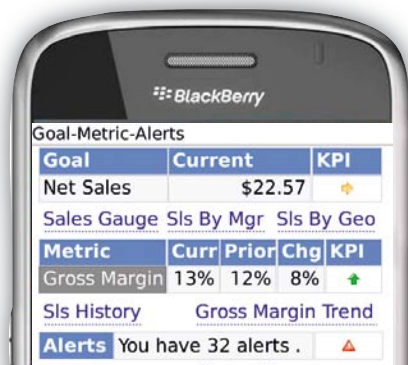 BlackBerry
Goal-Metric-Alerts
Goal Current KPI
Net Sales $22.57
Sales Gauge Sls By Mgr Sls By Geo
Metric Curr Prior Chg KPI
Gross Margin 13% 12% 8%
Sls History Gross Margin Trend
Alerts You have 32 alerts .